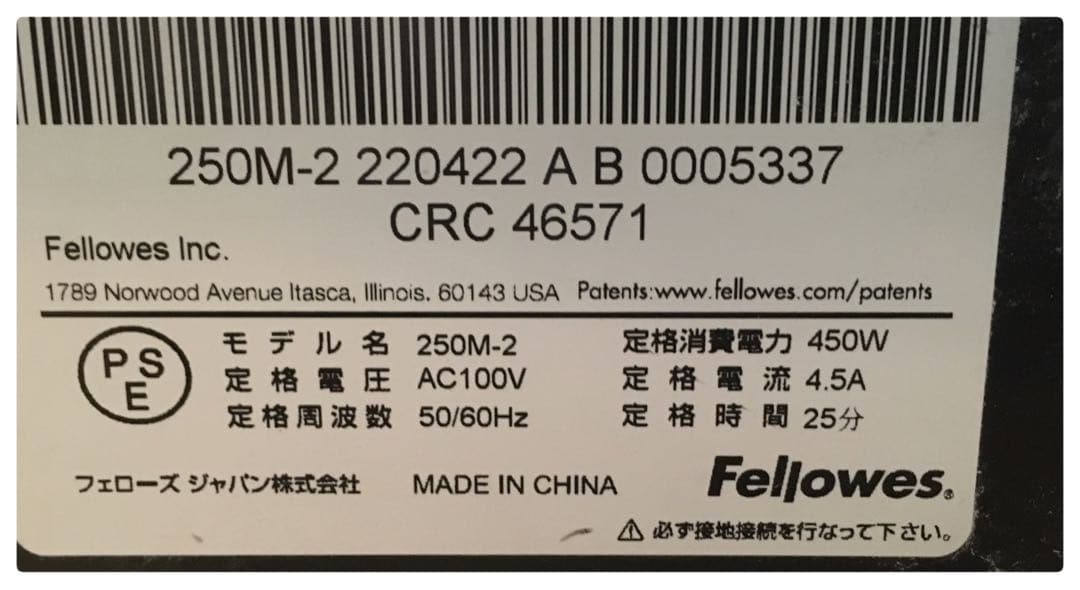 250M-2 220422 A B 0005337
CRC 46571
Fellowes Inc.
1789 Norwood Avenue Itasca, Illinois. 60143 USA Patents:www.fellowes.com/patents
PS
E
モデル名 250M-2 定格消費電力 450W
定格電圧 AC100V 定格電流 4.5A
定格周波数 50/60Hz 定格時間 25分
フェローズ ジャパン株式会社 MADE IN CHINA Fellowes®
⚠ 必ず接地接続を行なって下さい。